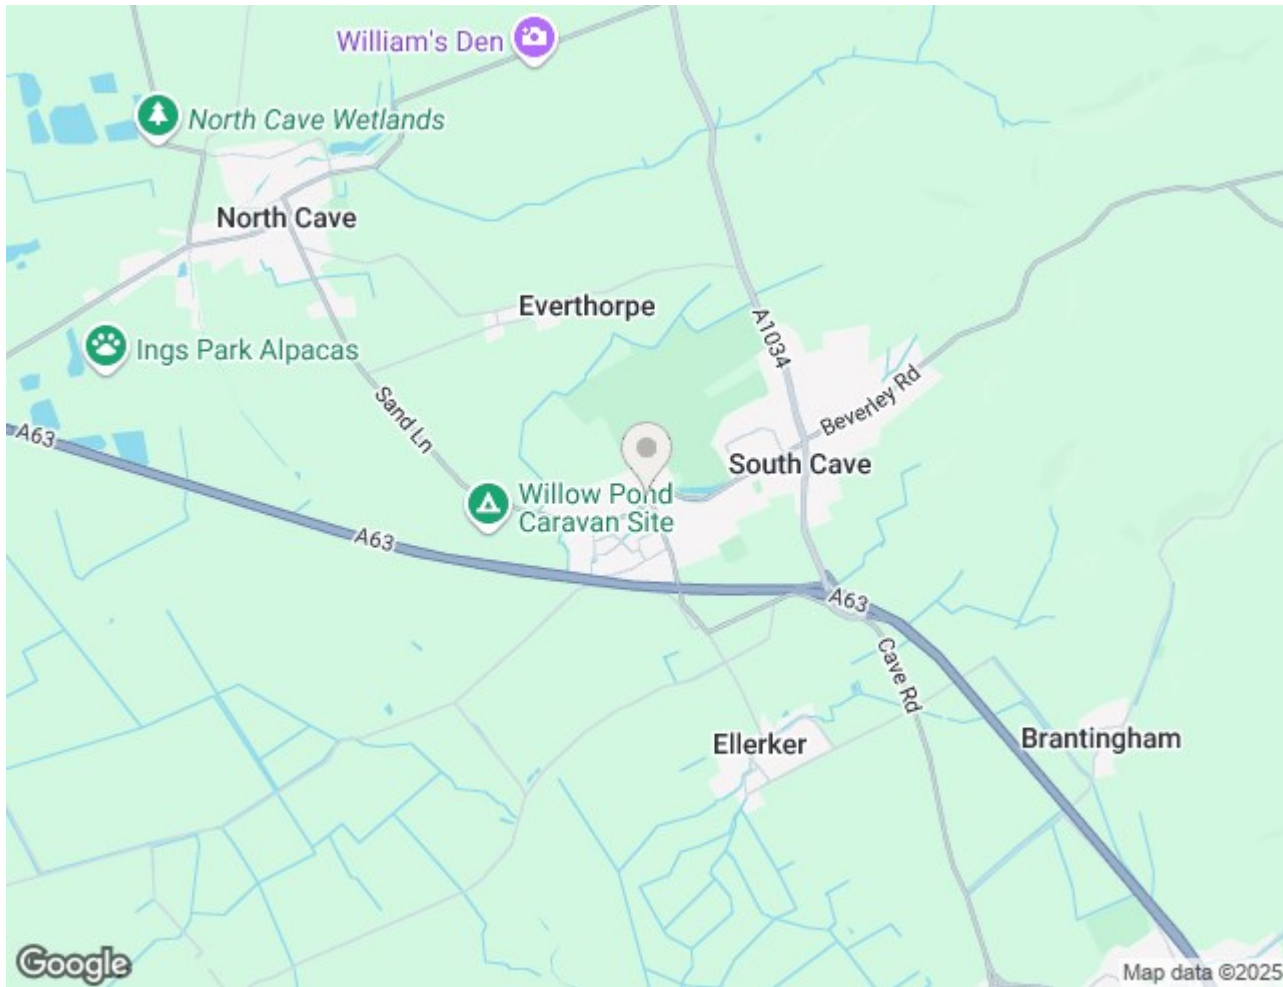 William's Den
North Cave Wetlands
North Cave
Everthorpe
A1034
Ings Park Alpacas
Sand Ln
Beverley Rd
A63
South Cave
Willow Pond
Caravan Site
A63
A63
Cave Rd
Ellerker
Brantingham
Google
Map data ©2025